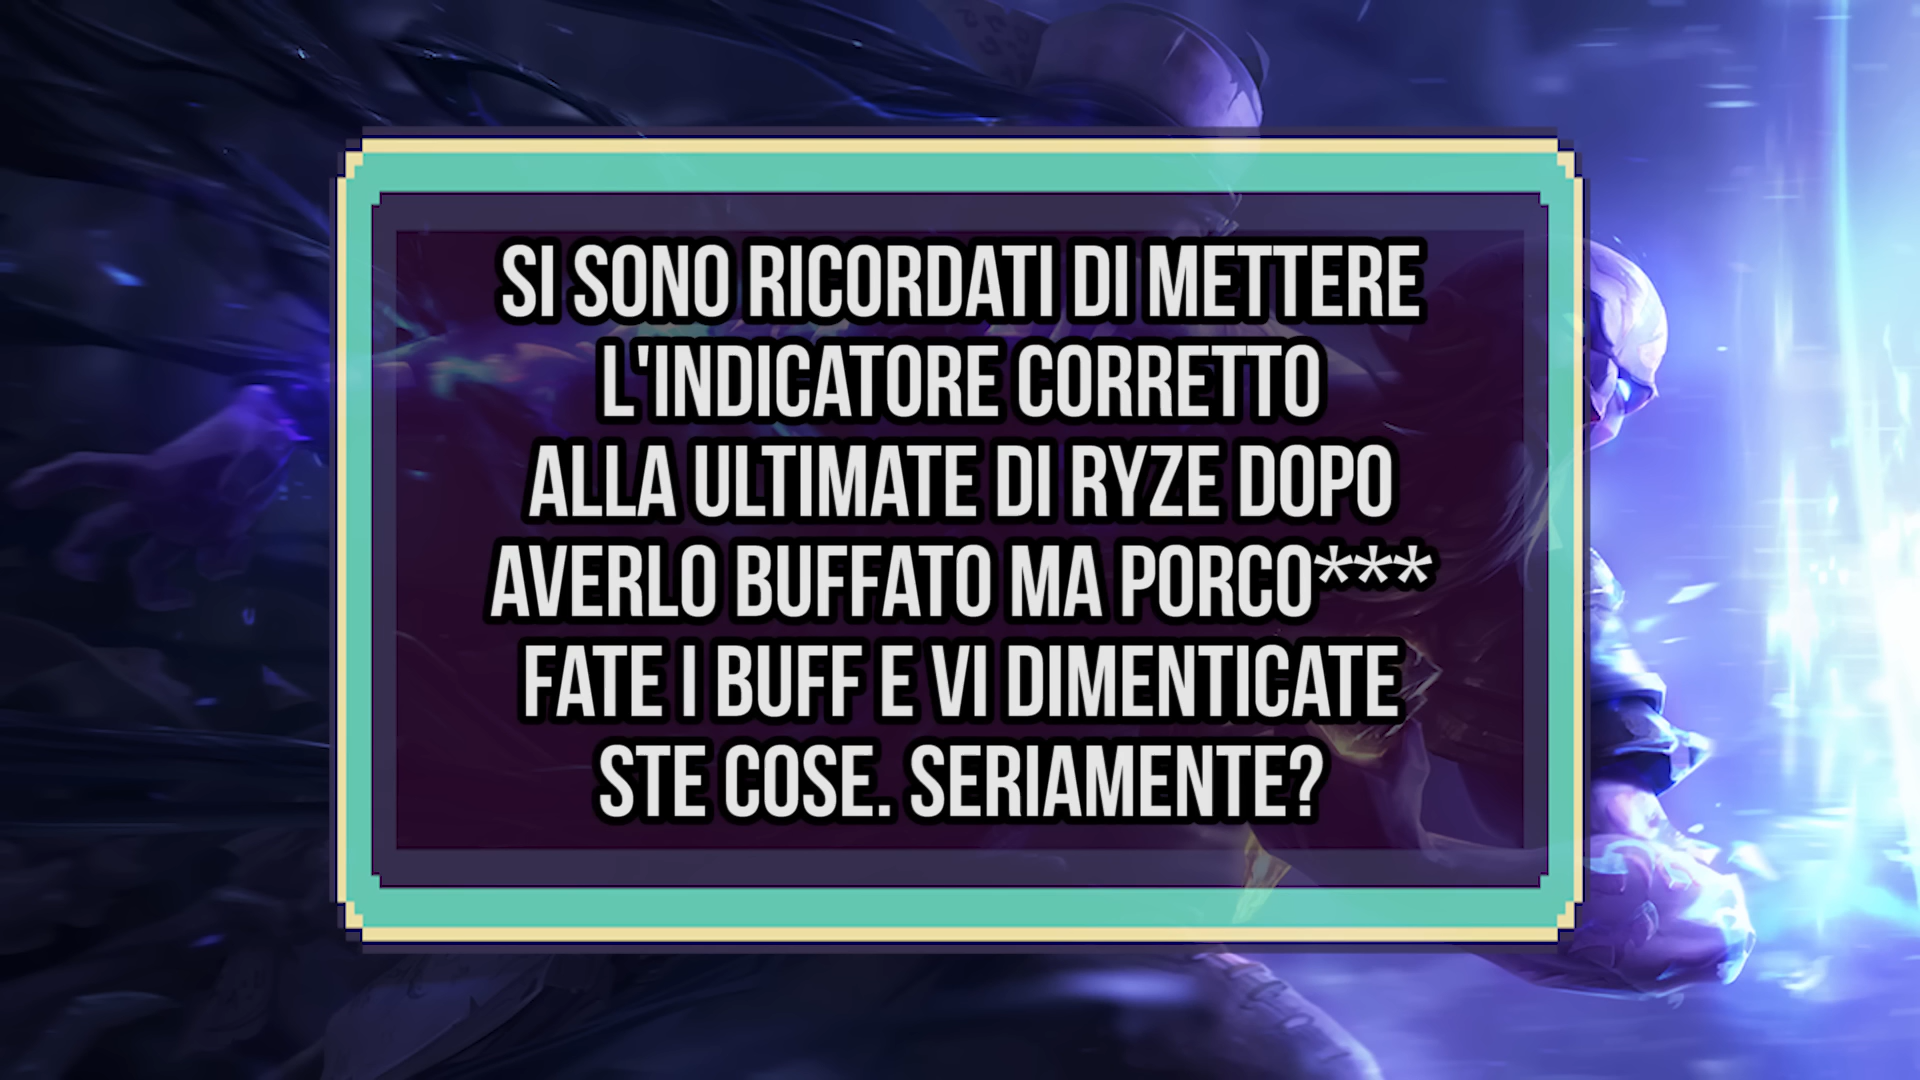 SI SONO RICORDATI DI METTERE
L'INDICATORE CORRETTO
ALLA ULTIMATE DI RYZE DOPO
AVERLO BUFFATO MA PORCO***
FATE I BUFF E VI DIMENTICATE
STE COSE. SERIAMENTE?